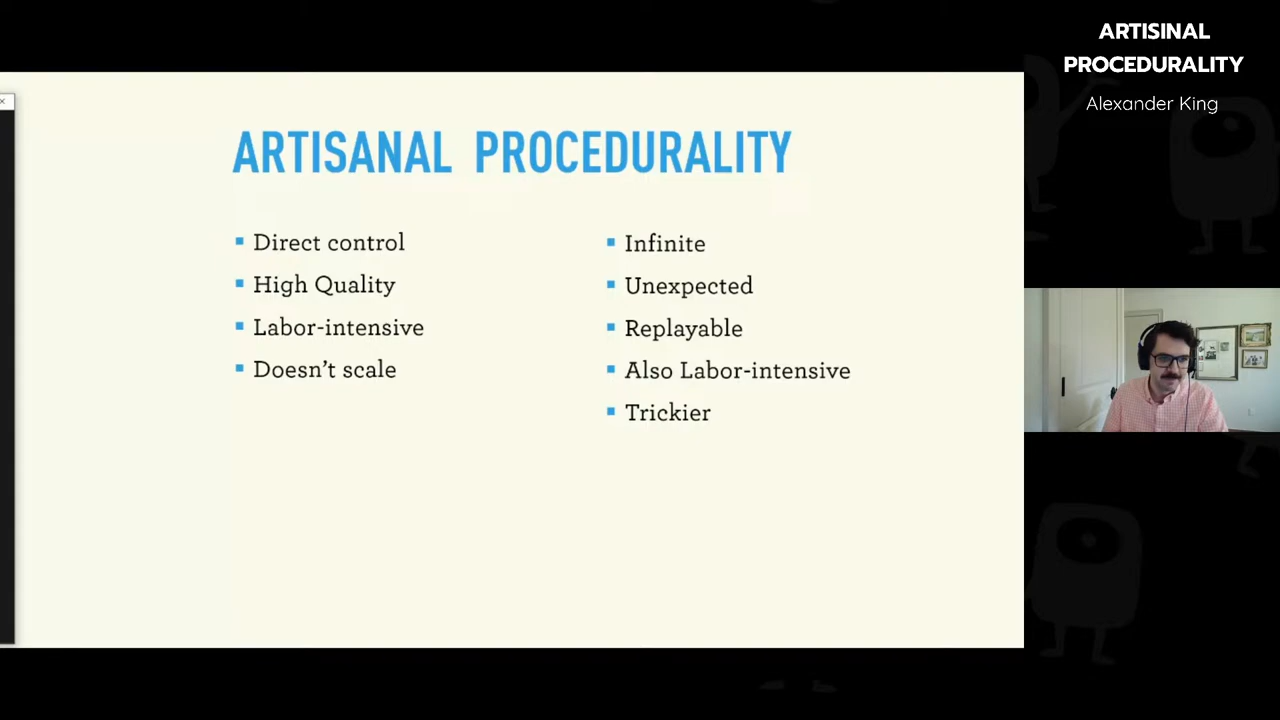 ARTISINAL
PROCEDURALITY
Alexander King
ARTISANAL PROCEDURALITY
Direct control
High Quality
Labor-intensive
Doesn't scale
Infinite
Unexpected
Replayable
Also Labor-intensive
Trickier